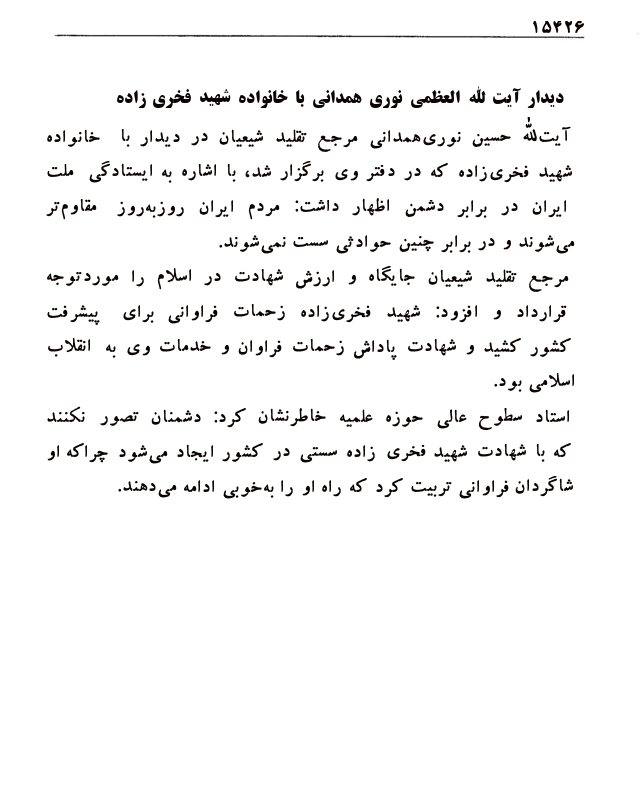 ۱۵۴۲۶
دیدار آیت لله العظمی نوری همدانی با خانواده شهید فخری زاده
آیت‌لله حسین نوری‌همدانی مرجع تقلید شیعیان در دیدار با خانواده
شهید فخری‌زاده که در دفتر وی برگزار شد، با اشاره به ایستادگی ملت
ایران در برابر دشمن اظهار داشت: مردم ایران روزبه‌روز مقاوم‌تر
می‌شوند و در برابر چنین حوادثی سست نمی‌شوند.
مرجع تقلید شیعیان جایگاه و ارزش شهادت در اسلام را موردتوجه
قرارداد و افزود: شهید فخری‌زاده زحمات فراوانی برای پیشرفت
کشور کشید و شهادت پاداش زحمات فراوان و خدمات وی به انقلاب
اسلامی بود.
استاد سطوح عالی حوزه علمیه خاطرنشان کرد: دشمنان تصور نکنند
که با شهادت شهید فخری زاده سستی در کشور ایجاد می‌شود چراکه او
شاگردان فراوانی تربیت کرد که راه او را به‌خوبی ادامه می‌دهند.